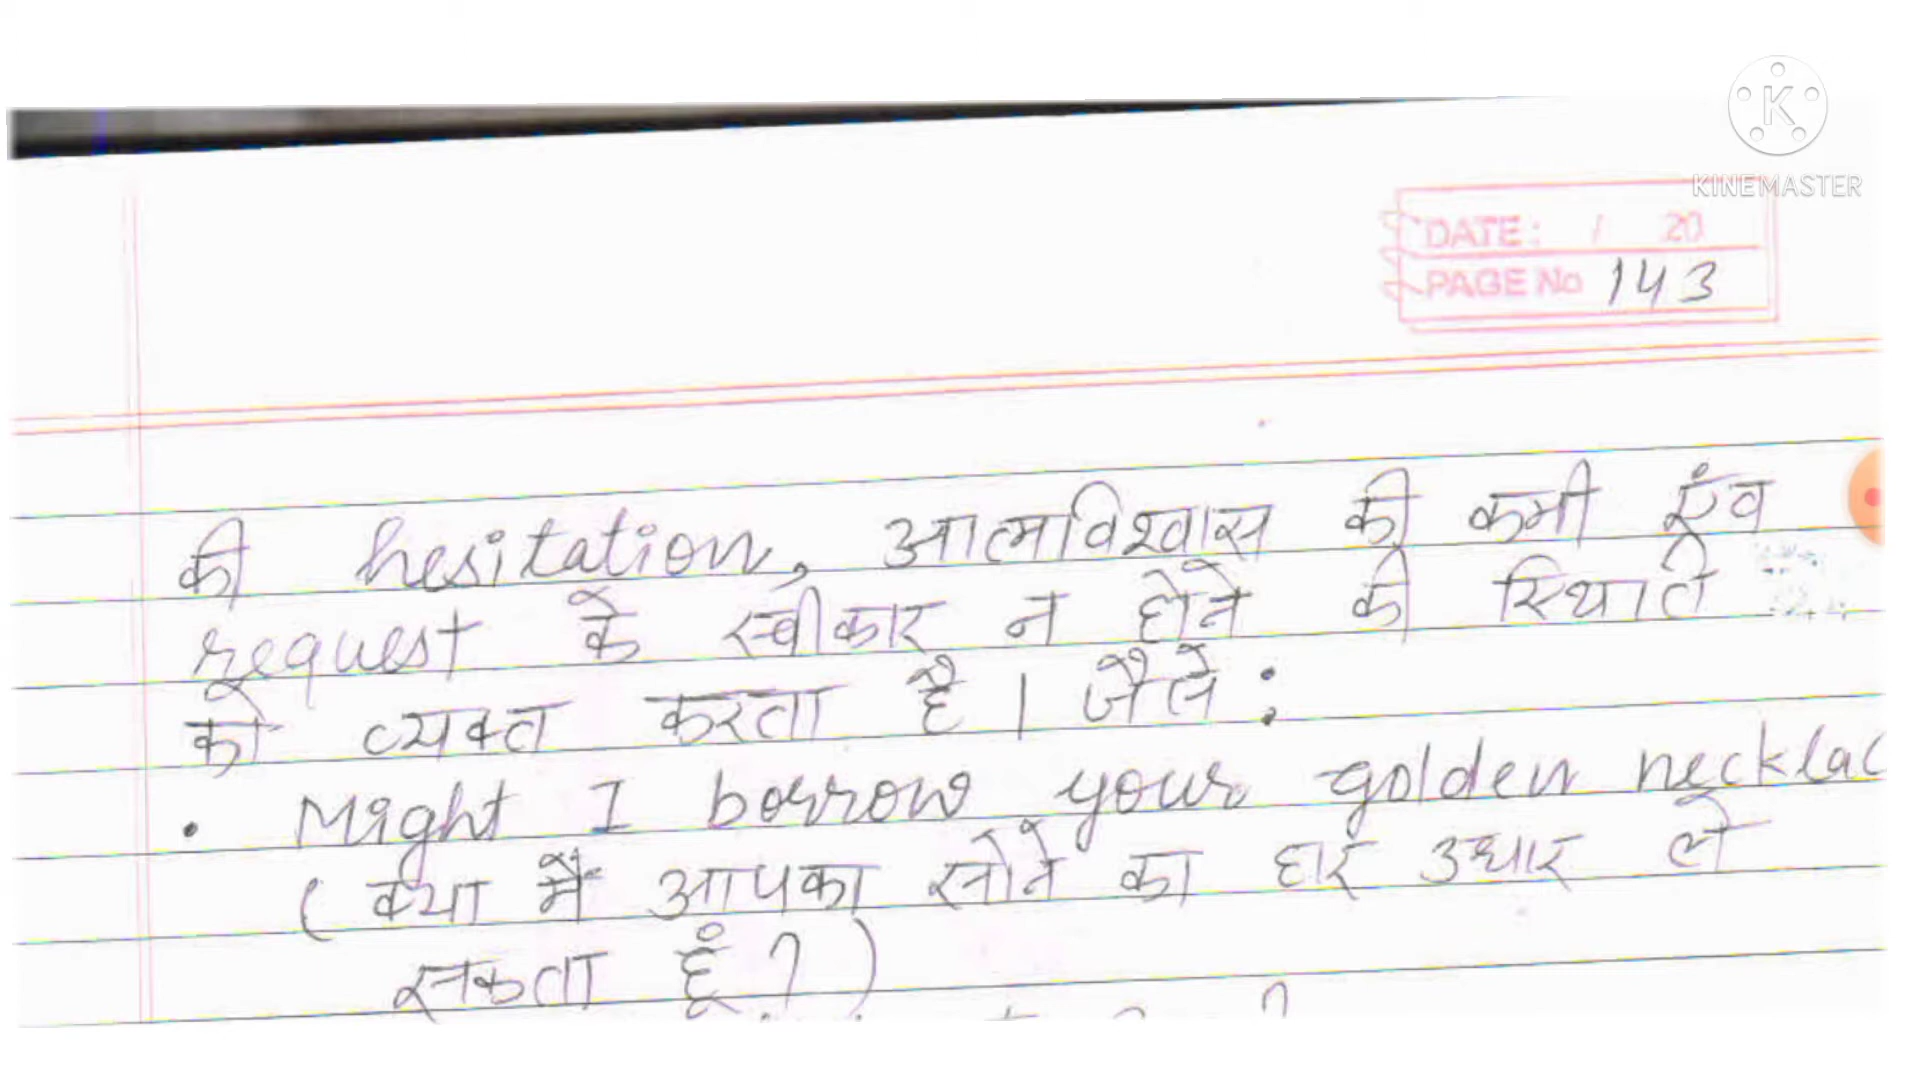 KINEMASTER
DATE: / 20
PAGE No 143
की hesitation, आत्मविश्वास की कमी एंव
request के स्वीकार न होने की स्थिति
को व्यक्त करता है । जैसे :
• Might I borrow your golden necklac
( क्या मैं आपका सोने का हार उधार ले
सकता हूँ ? )